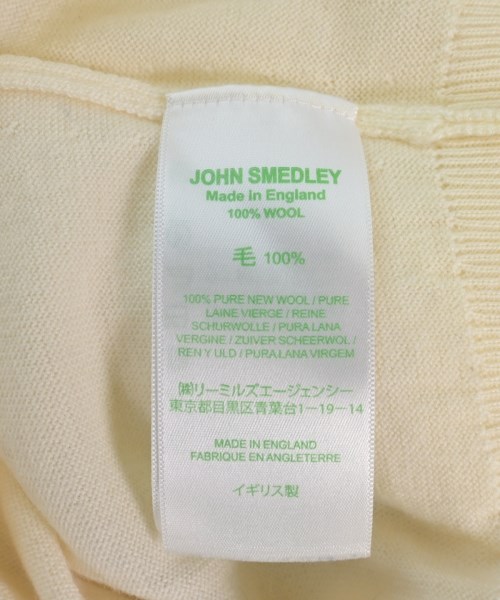 JOHN SMEDLEY
Made in England
100% WOOL
毛 100%
100% PURE NEW WOOL / PURE
LAINE VIERGE / REINE
SCHURWOLLE / PURA LANA
VERGINE / ZUIVER SCHEERWOL /
REN Y ULD / PURA LANA VIRGEM
㈱リーミルズエージェンシー
東京都目黒区青葉台1-19-14
MADE IN ENGLAND
FABRIQUE EN ANGLETERRE
イギリス製